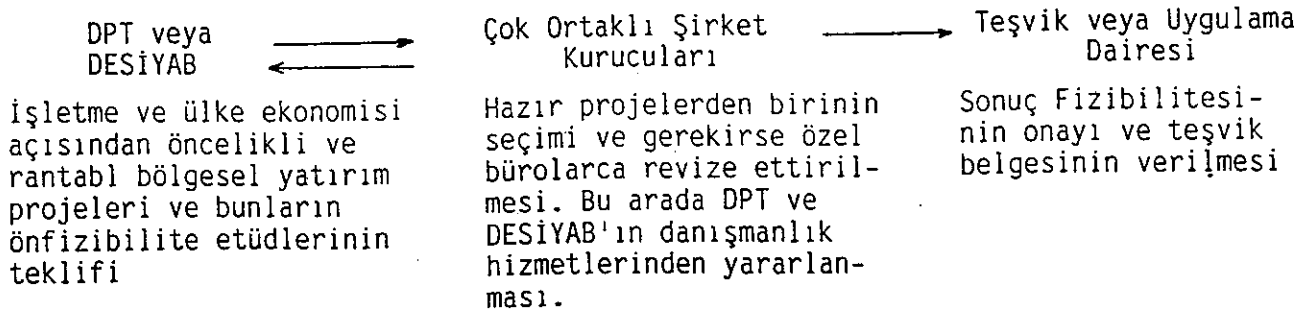 DPT veya
DESİYAB
Çok Ortaklı Şirket
Kurucuları
Teşvik veya Uygulama
Dairesi
İşletme ve ülke ekonomisi
açısından öncelikli ve
rantabl bölgesel yatırım
projeleri ve bunların
önfizibilite etüdlerinin
teklifi
Hazır projelerden birinin
seçimi ve gerekirse özel
bürolarca revize ettiril-
mesi. Bu arada DPT ve
DESİYAB'ın danışmanlık
hizmetlerinden yararlan-
ması.
Sonuç Fizibilitesi-
nin onayı ve teşvik
belgesinin verilmesi